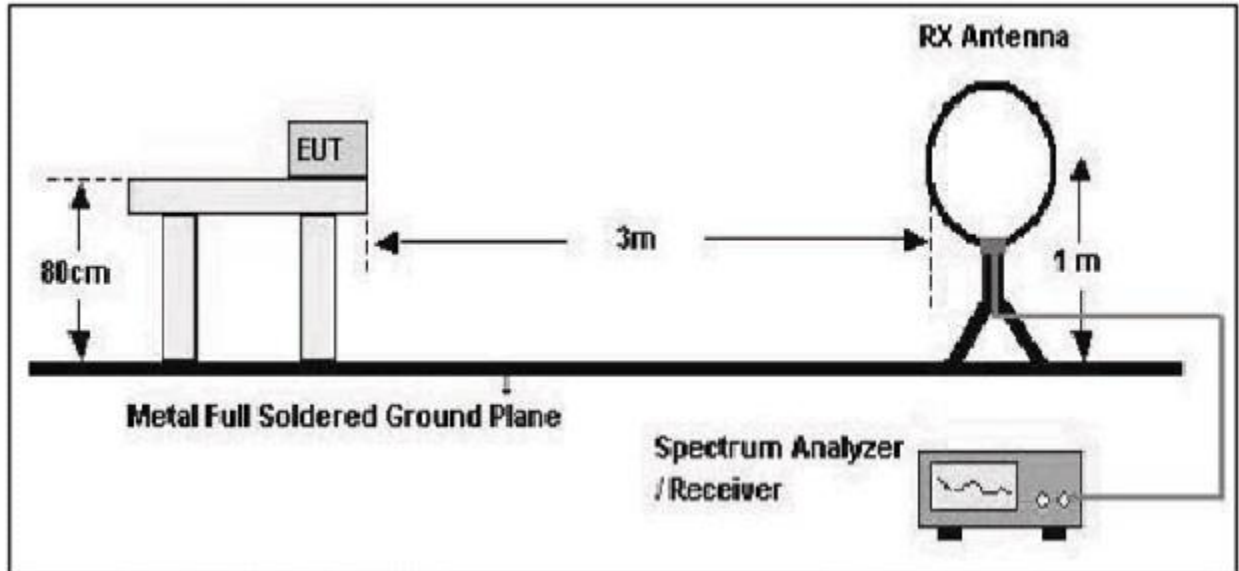 RX Antenna
EUT
3m
80cm
1 m
Metal Full Soldered Ground Plane
Spectrum Analyzer
/ Receiver